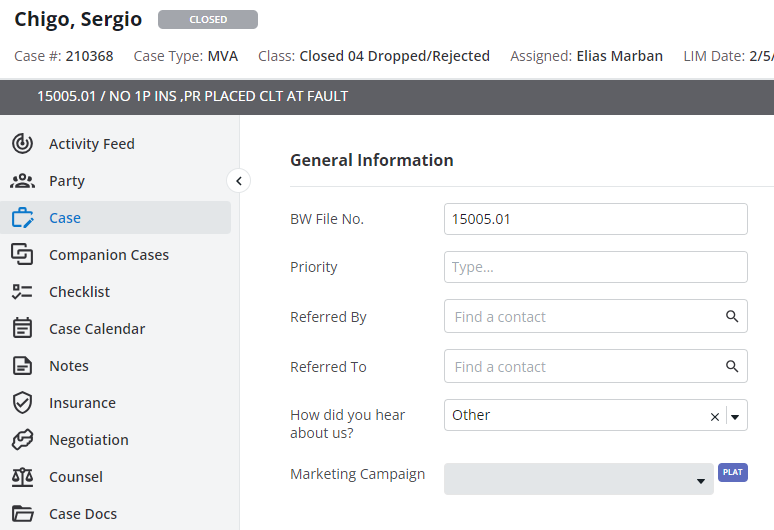 Chigo, Sergio CLOSED
Case #: 210368 Case Type: MVA Class: Closed 04 Dropped/Rejected Assigned: Elias Marban LIM Date: 2/5/
15005.01 / NO 1P INS ,PR PLACED CLT AT FAULT
Activity Feed
Party
Case
Companion Cases
Checklist
Case Calendar
Notes
Insurance
Negotiation
Counsel
Case Docs
General Information
BW File No. 15005.01
Priority Type...
Referred By Find a contact
Referred To Find a contact
How did you hear Other
about us?
Marketing Campaign PLAT